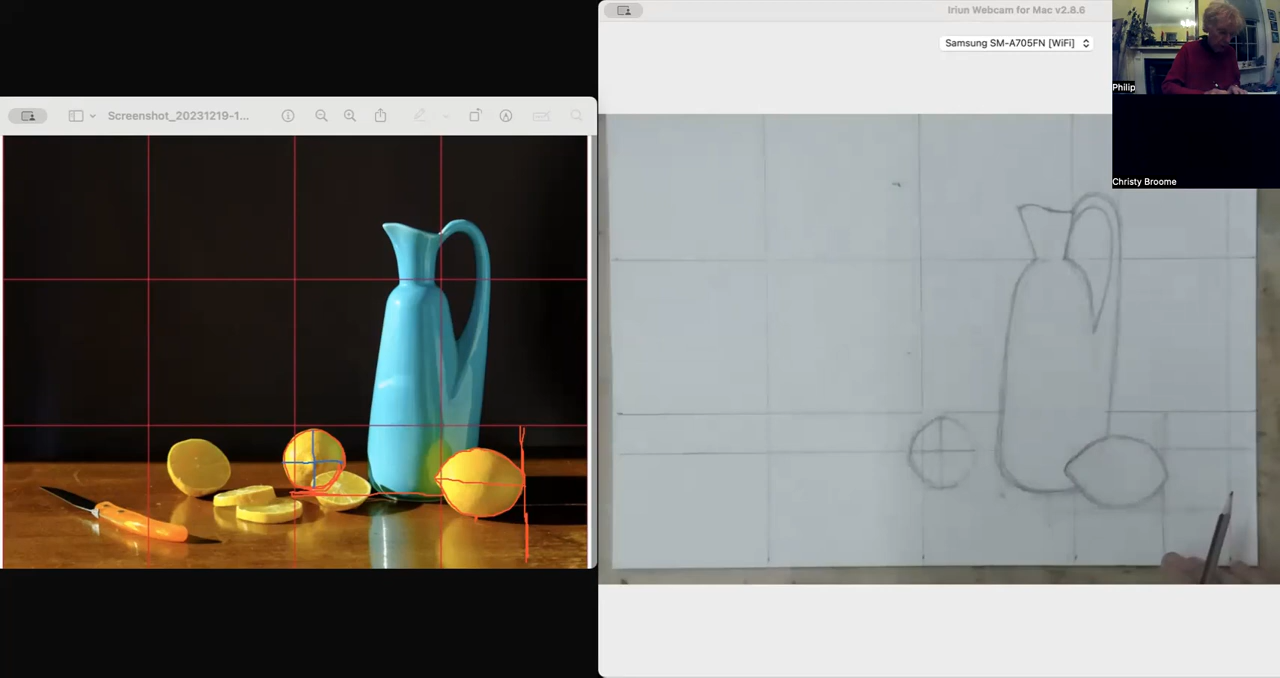 Iriun Webcam for Mac v2.8.6
Samsung SM-A705FN [WiFi]
Philip
Screenshot_20231219-1...
Christy Broome